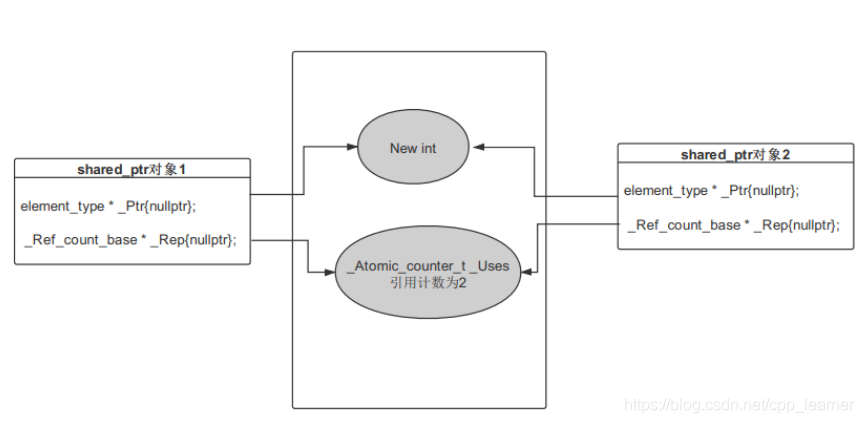 shared_ptr对象1
element_type * _Ptr{nullptr};
_Ref_count_base * _Rep{nullptr};
New int
_Atomic_counter_t _Uses
引用计数为2
shared_ptr对象2
element_type * _Ptr{nullptr};
_Ref_count_base * _Rep{nullptr};
https://blog.csdn.net/cpp_learner